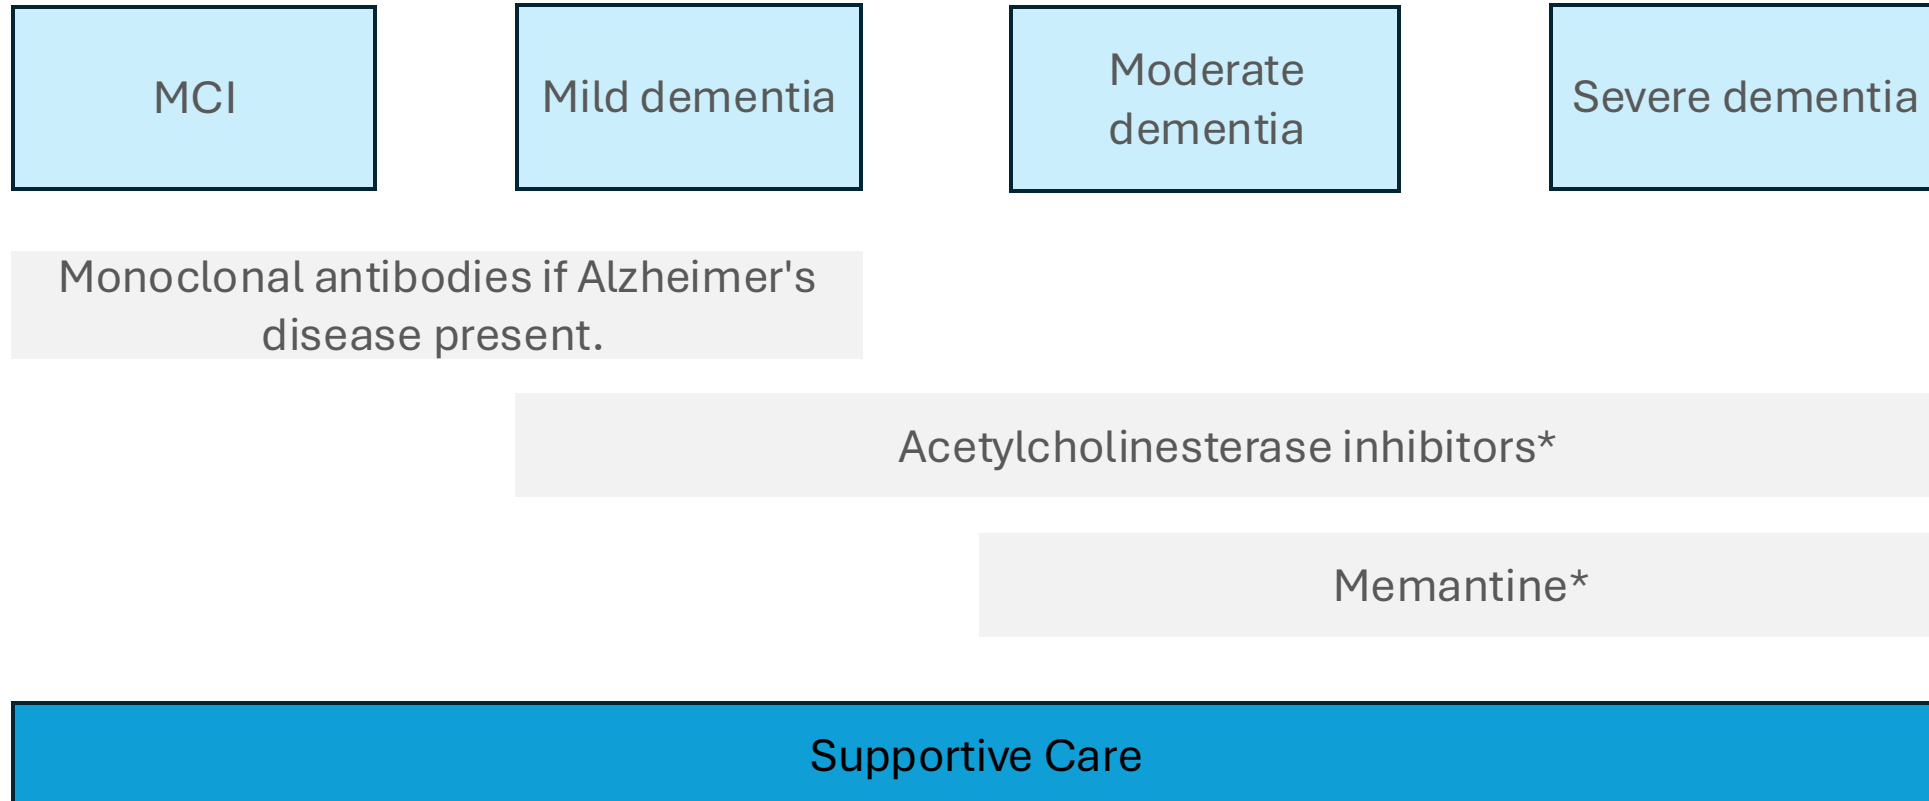 MCI
Mild dementia
Moderate
dementia
Severe dementia
Monoclonal antibodies if Alzheimer's
disease present.
Acetylcholinesterase inhibitors*
Memantine*
Supportive Care